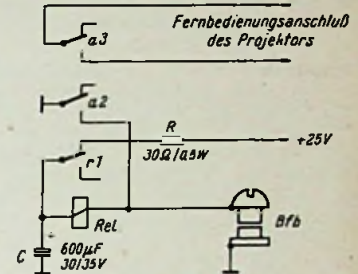 Fernbedienungsanschluß
des Projektors
a3
a2
R
30Ω/0,5W
+25V
r1
Rel
Bfb
C
+
600µF
30/35V